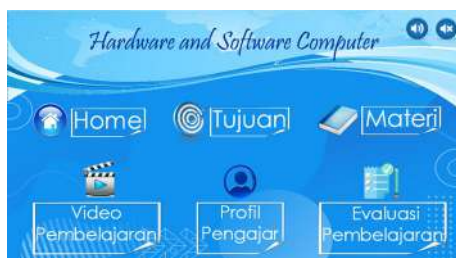 Hardware and Software Computer
Home
Tujuan
Materi
Video
Pembelajaran
Profil
Pengajar
Evaluasi
Pembelajaran